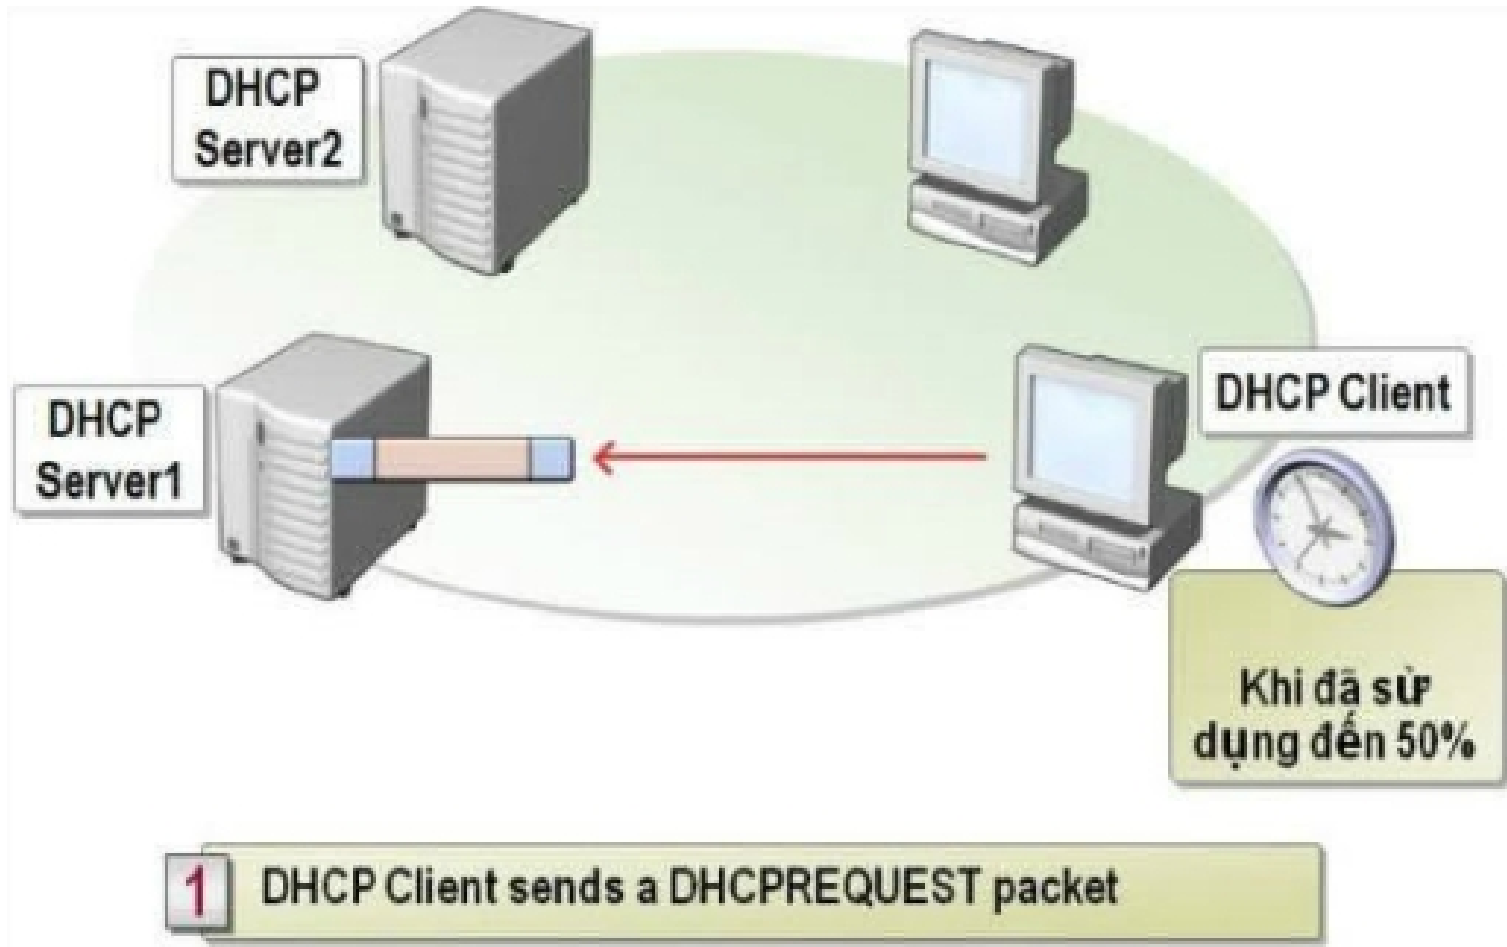 DHCP
Server2
DHCP Client
DHCP
Server1
Khi đã sử
dụng đến 50%
1 DHCP Client sends a DHCPREQUEST packet